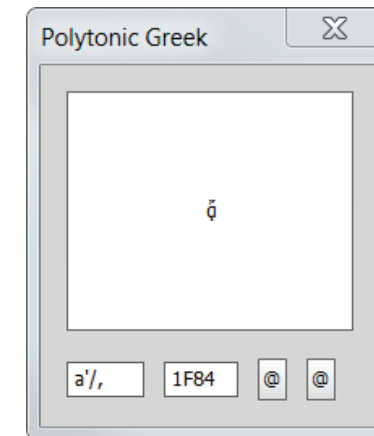 Polytonic Greek
ᾄ
a'/,
1F84
@ @